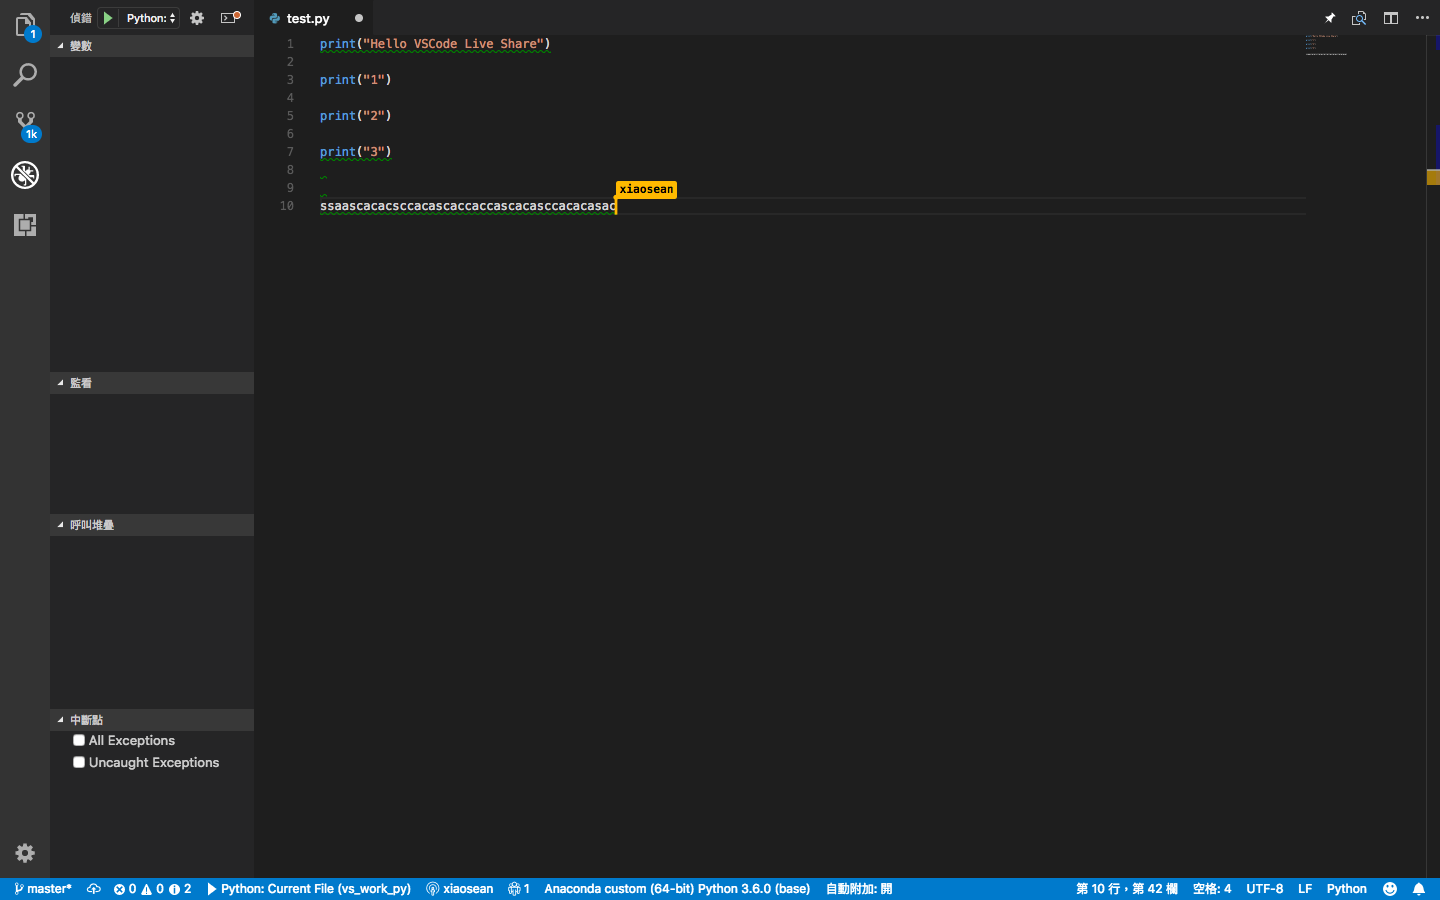 偵錯 Python:
test.py
1
變數
1k
監看
呼叫堆疊
中斷點
All Exceptions
Uncaught Exceptions
1 print("Hello VSCode Live Share")
2
3 print("1")
4
5 print("2")
6
7 print("3")
8
9
xiaosean
10 ssaascacacsccacascaccaccascacasccacacasac
master* 0 0 2 Python: Current File (vs_work_py) xiaosean 1 Anaconda custom (64-bit) Python 3.6.0 (base) 自動附加: 開 第 10 行，第 42 欄 空格: 4 UTF-8 LF Python